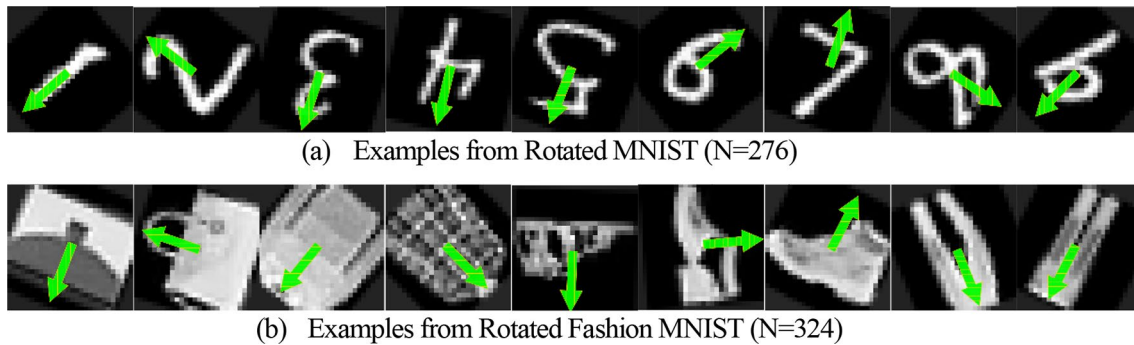 (a) Examples from Rotated MNIST (N=276)
(b) Examples from Rotated Fashion MNIST (N=324)